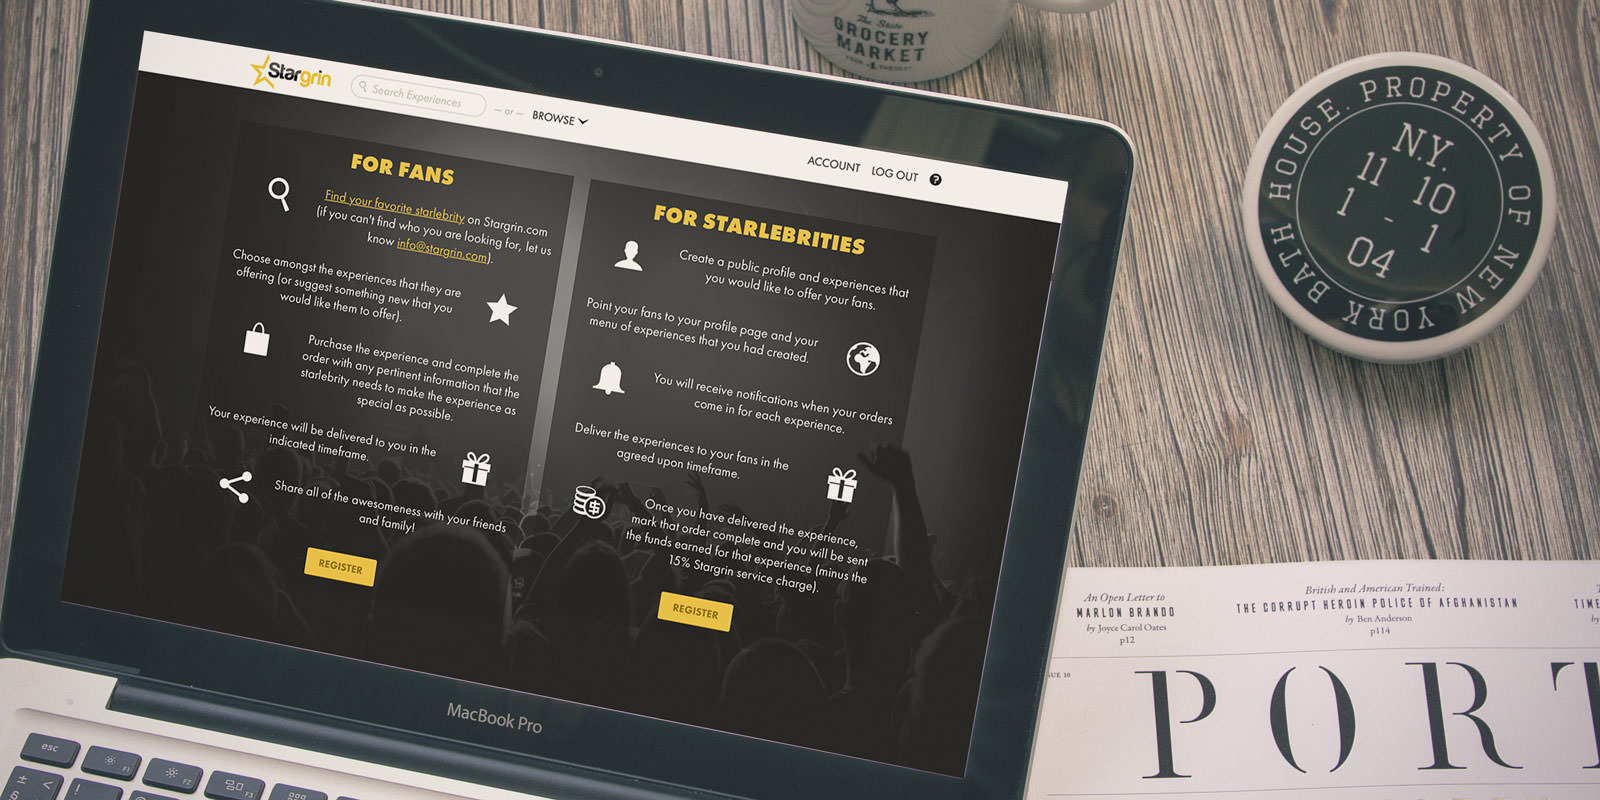 Stargrin
Search Experiences
— or —
BROWSE
ACCOUNT
LOG OUT
?
FOR FANS
Find your favorite starlebrity on Stargrin.com
(if you can't find who you are looking for, let us
know info@stargrin.com).
Choose amongst the experiences that they are
offering (or suggest something new that you
would like them to offer).
Purchase the experience and complete the
order with any pertinent information that the
starlebrity needs to make the experience as
special as possible.
Your experience will be delivered to you in the
indicated timeframe.
Share all of the awesomeness with your friends
and family!
REGISTER
FOR STARLEBRITIES
Create a public profile and experiences that
you would like to offer your fans.
Point your fans to your profile page and your
menu of experiences that you had created.
You will receive notifications when your orders
come in for each experience.
Deliver the experiences to your fans in the
agreed upon timeframe.
$
Once you have delivered the experience,
mark that order complete and you will be sent
the funds earned for that experience (minus the
15% Stargrin service charge).
REGISTER
MacBook Pro
esc
F1
F2
F3
The State
GROCERY
MARKET
HOUSE. PROPERTY OF NEW YORK BATH
N.Y.
11 10
1 - 1
04
An Open Letter to
MARLON BRANDO
by Joyce Carol Oates
p12
British and American Trained:
THE CORRUPT HEROIN POLICE OF AFGHANISTAN
by Ben Anderson
p114
TIME
SUE 10
PORT